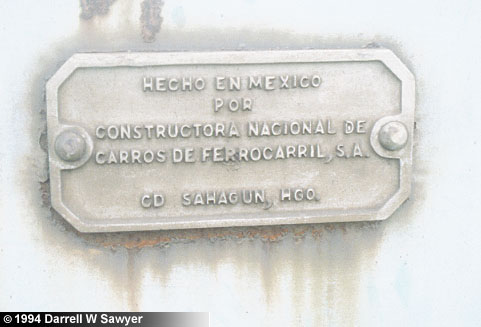 HECHO EN MEXICO
POR
CONSTRUCTORA NACIONAL DE
CARROS DE FERROCARRIL, S.A.
CD SAHAGUN, HGO.
© 1994 Darrell W Sawyer